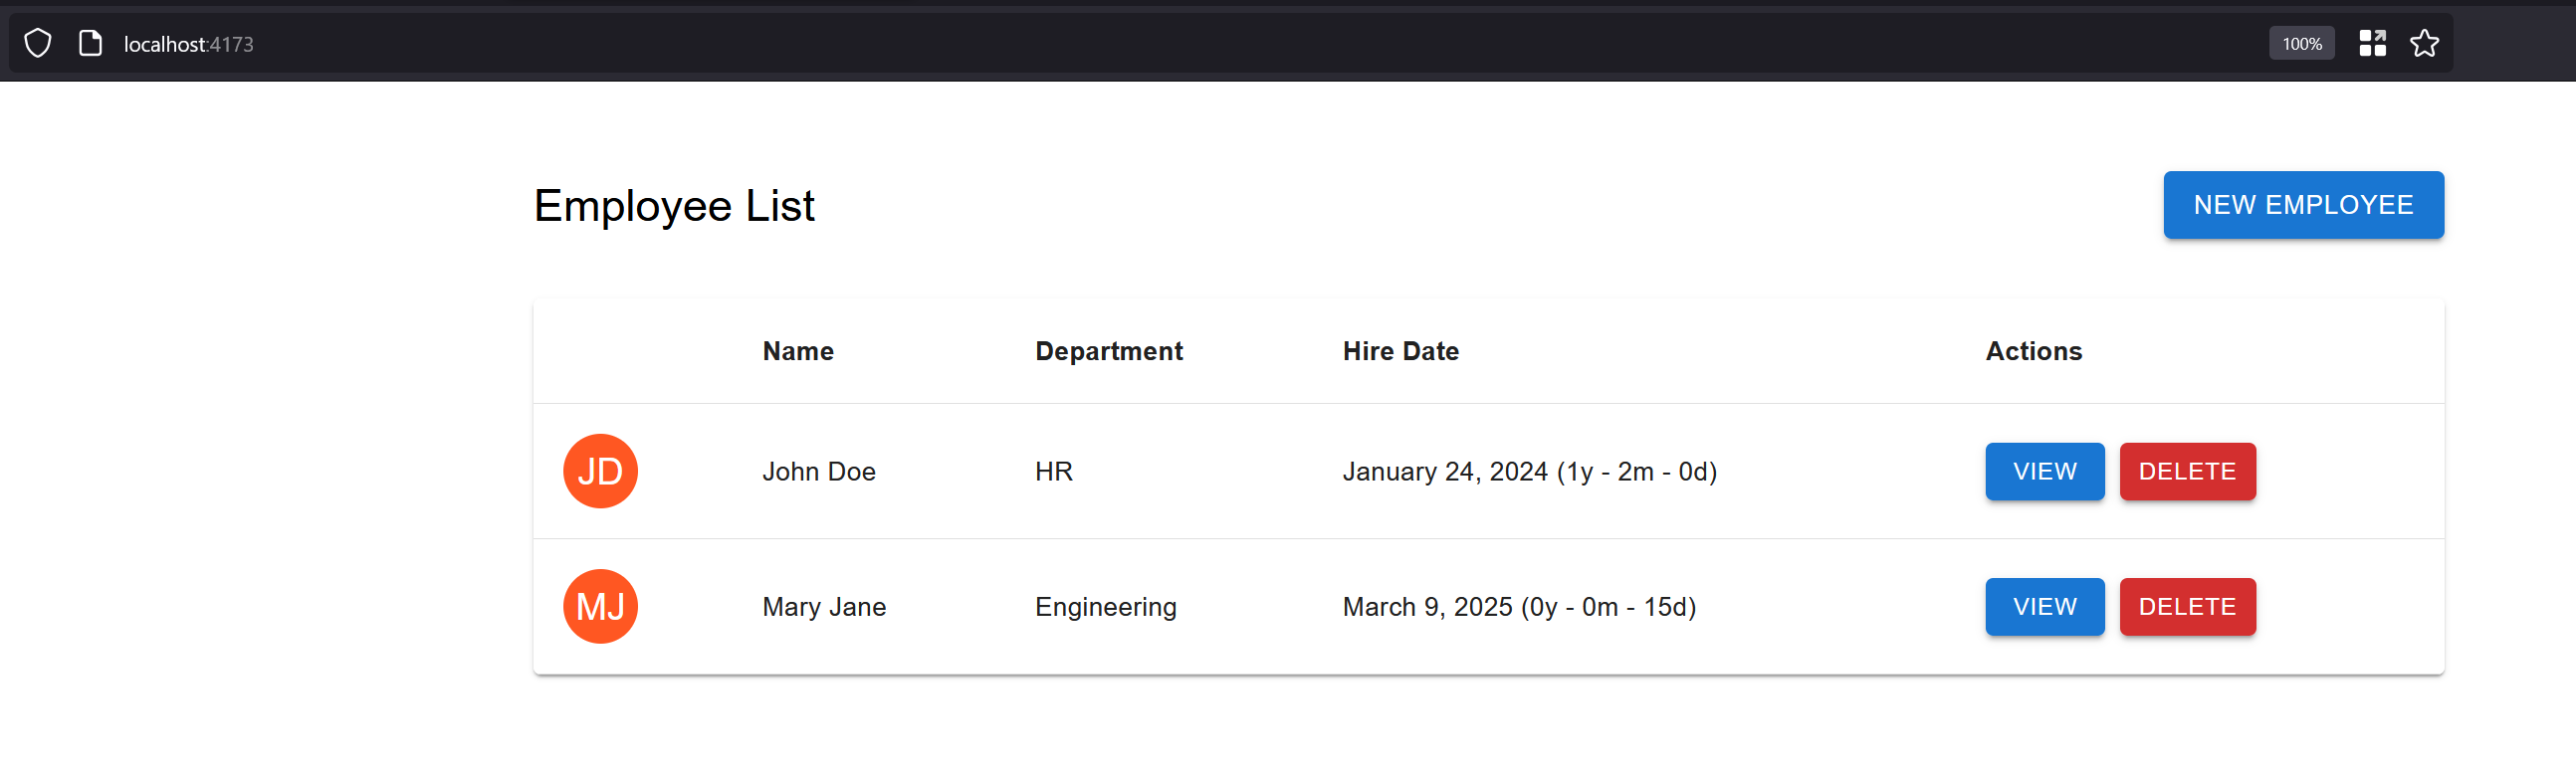 localhost:4173 100%
Employee List NEW EMPLOYEE
Name Department Hire Date Actions
JD John Doe HR January 24, 2024 (1y - 2m - 0d) VIEW DELETE
MJ Mary Jane Engineering March 9, 2025 (0y - 0m - 15d) VIEW DELETE